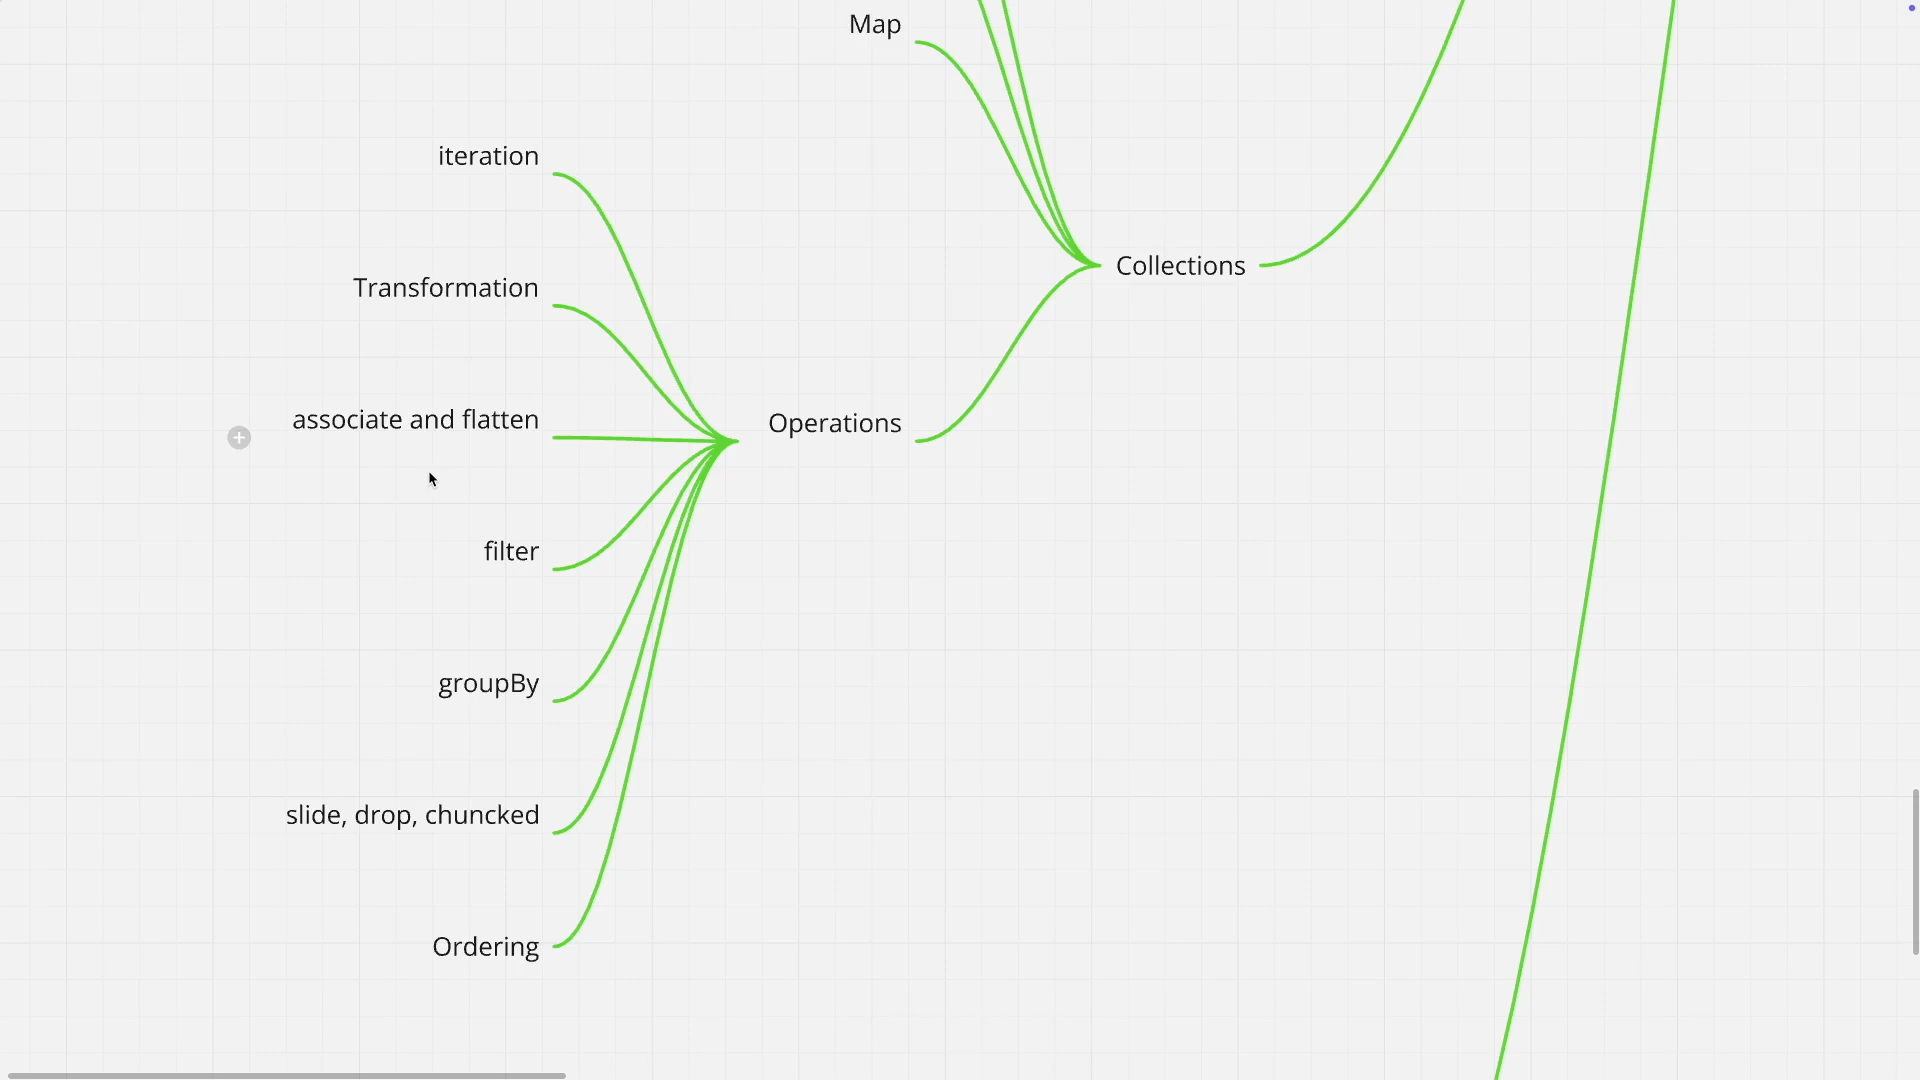 Map
iteration
Transformation
associate and flatten
filter
groupBy
slide, drop, chuncked
Ordering
Operations
Collections